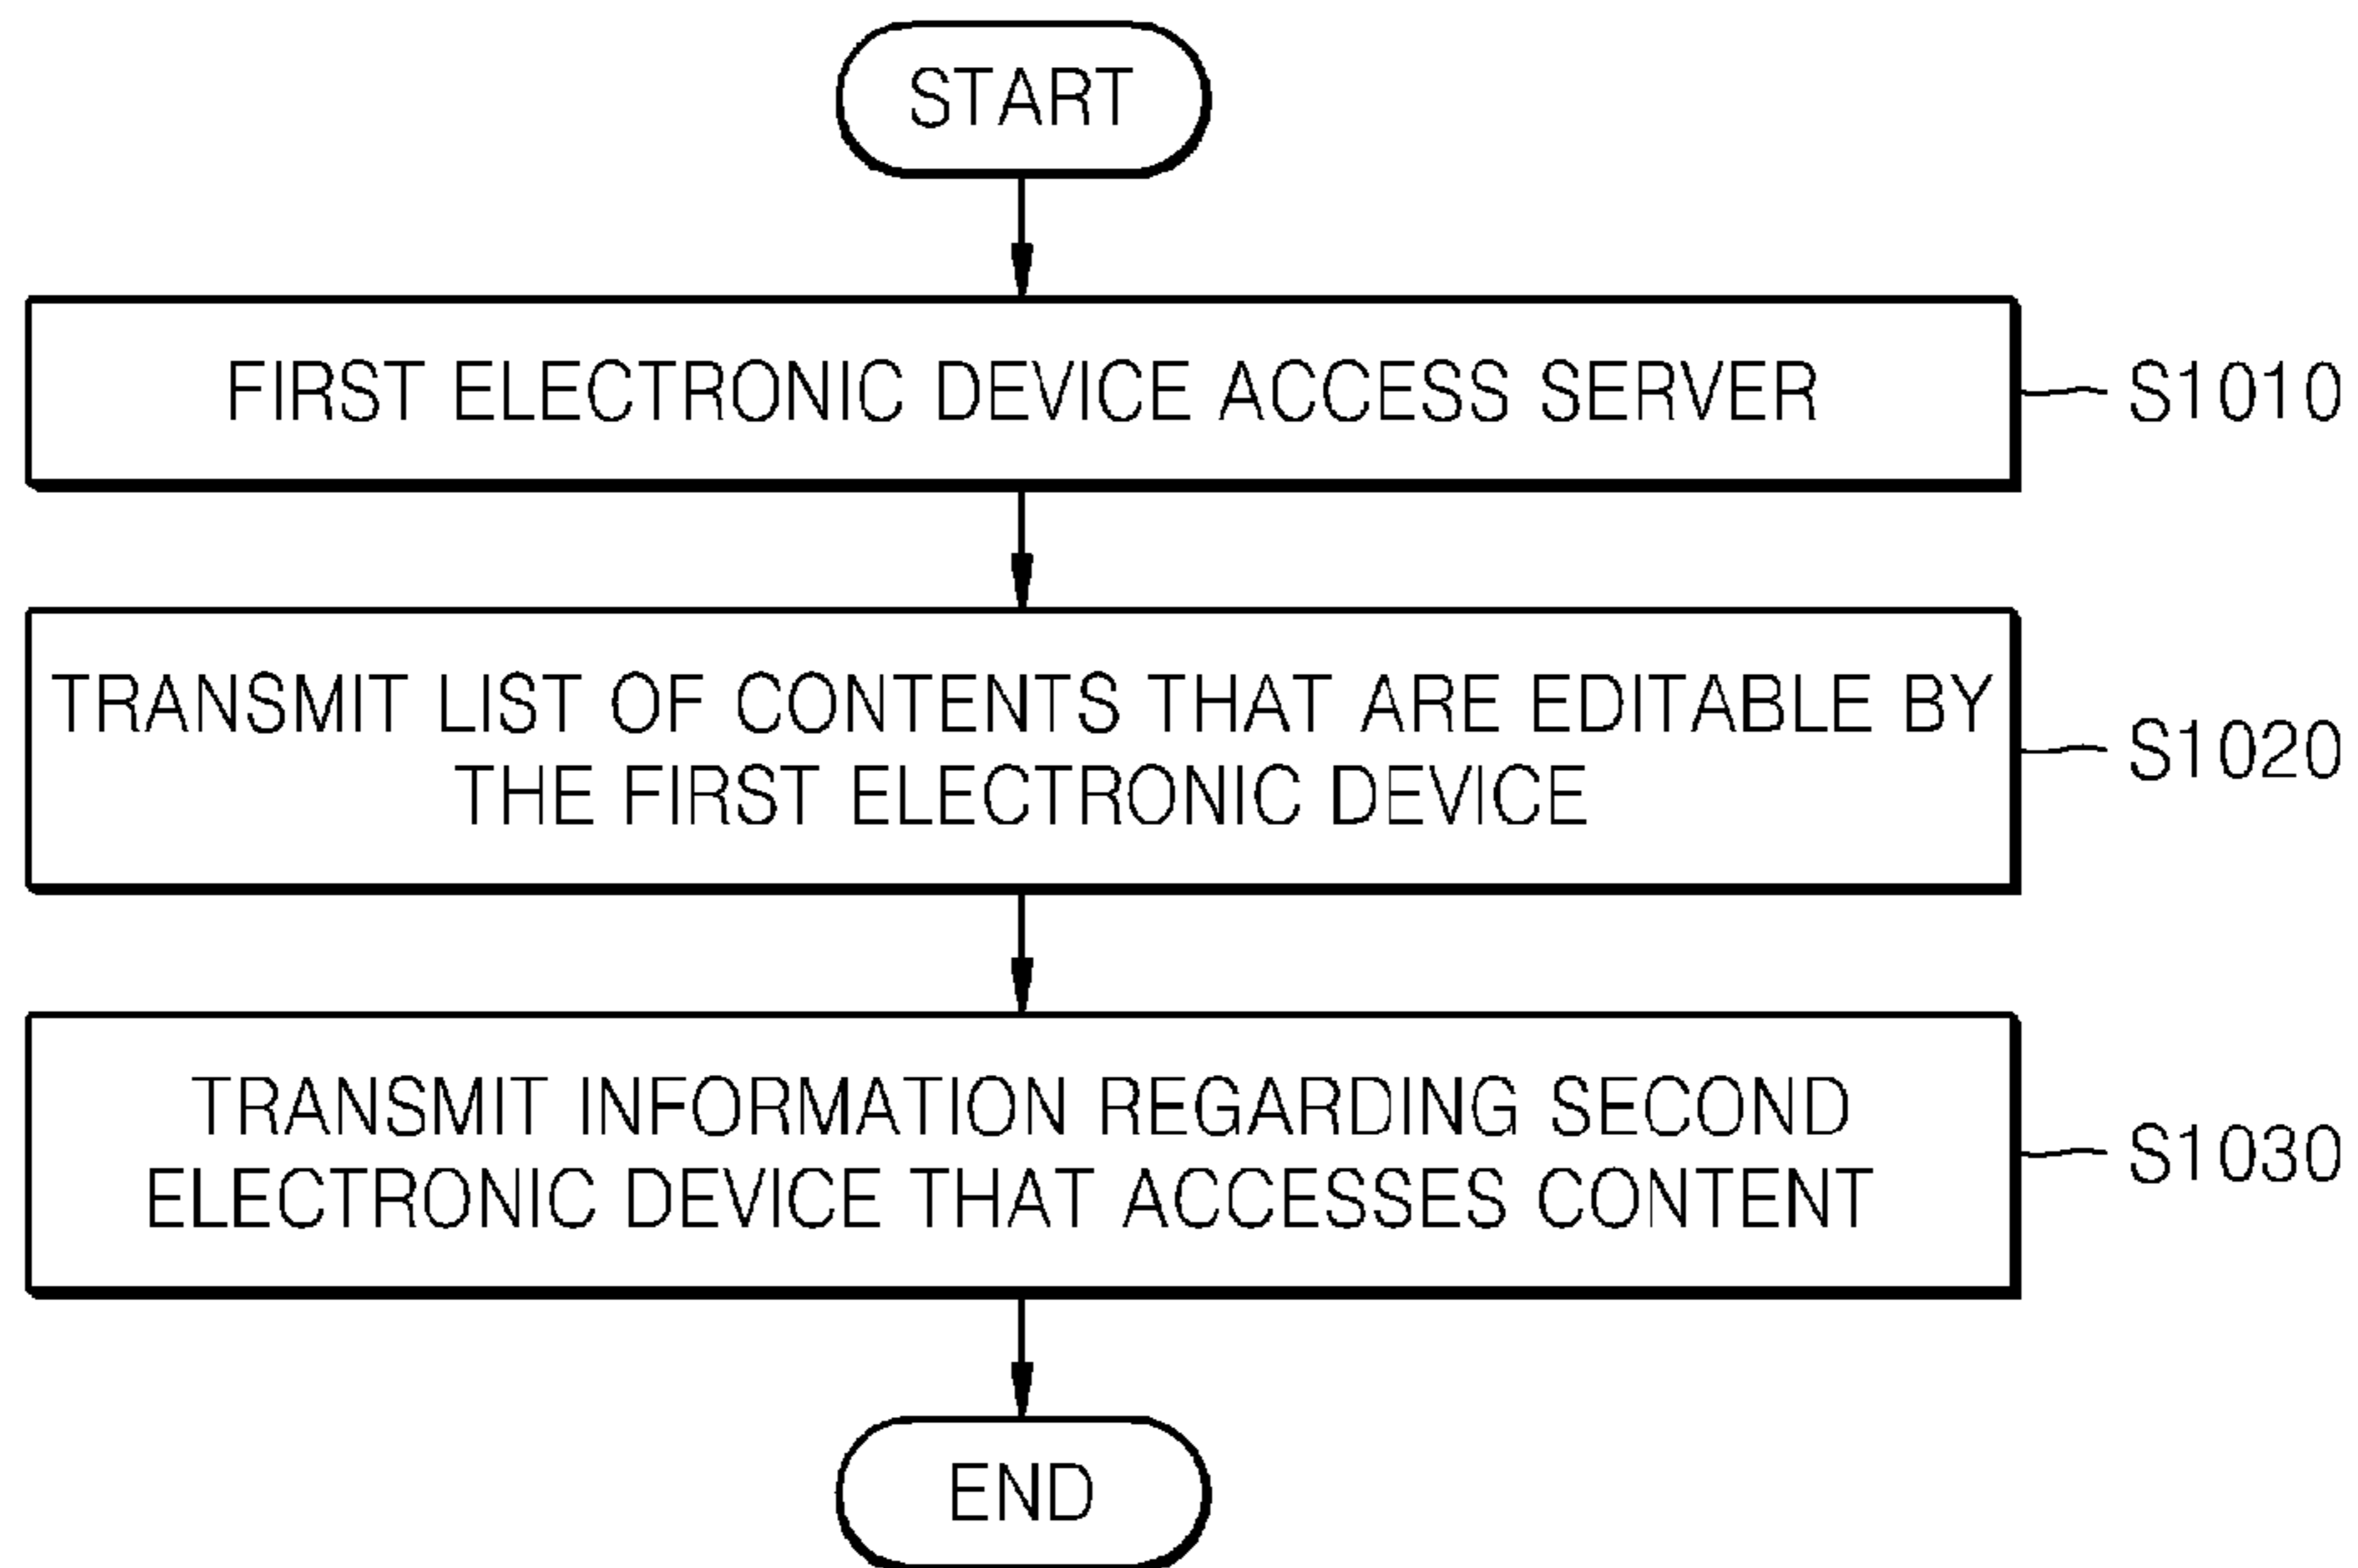 START
FIRST ELECTRONIC DEVICE ACCESS SERVER
S1010
TRANSMIT LIST OF CONTENTS THAT ARE EDITABLE BY
THE FIRST ELECTRONIC DEVICE
S1020
TRANSMIT INFORMATION REGARDING SECOND
ELECTRONIC DEVICE THAT ACCESSES CONTENT
S1030
END